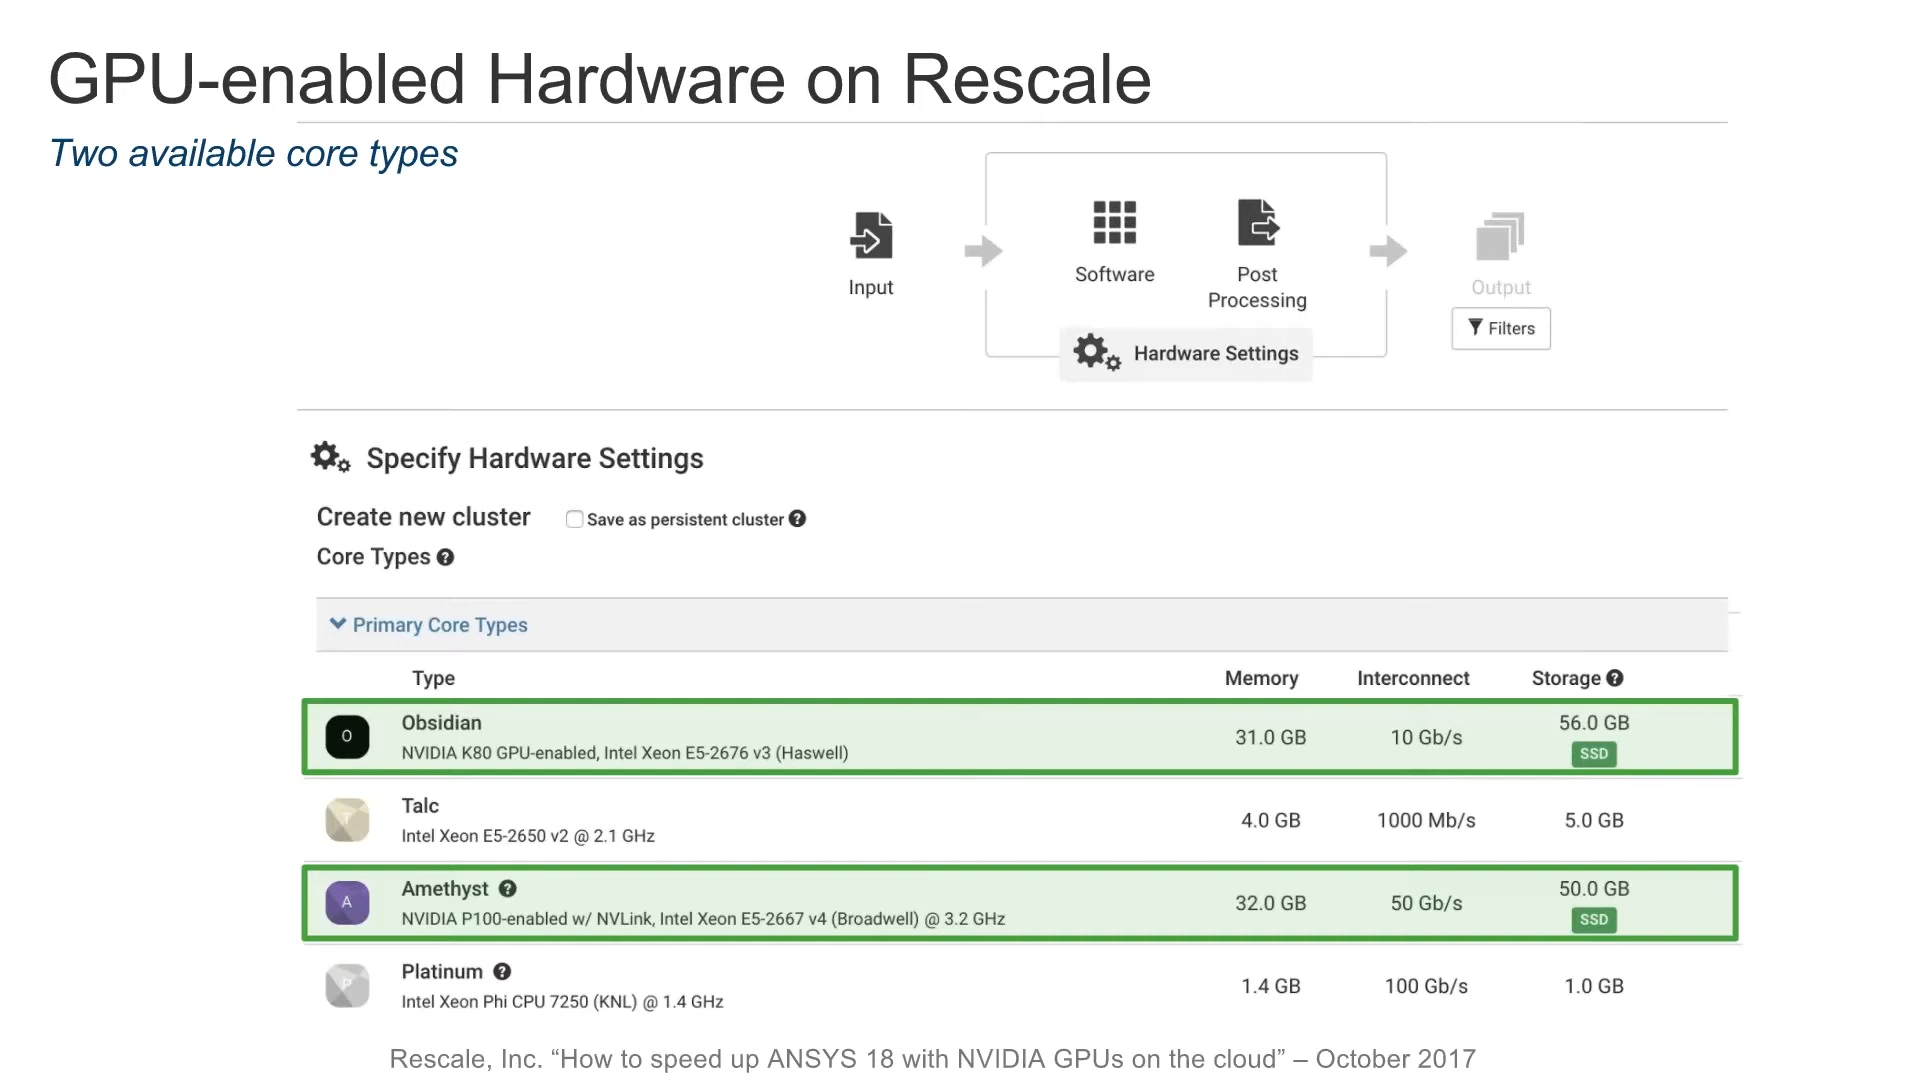 GPU-enabled Hardware on Rescale
Two available core types
Input
Software
Post
Processing
Output
Filters
Hardware Settings
Specify Hardware Settings
Create new cluster Save as persistent cluster ?
Core Types ?
Primary Core Types
Type Memory Interconnect Storage ?
O Obsidian 31.0 GB 10 Gb/s 56.0 GB
NVIDIA K80 GPU-enabled, Intel Xeon E5-2676 v3 (Haswell) SSD
T Talc 4.0 GB 1000 Mb/s 5.0 GB
Intel Xeon E5-2650 v2 @ 2.1 GHz
A Amethyst ? 32.0 GB 50 Gb/s 50.0 GB
NVIDIA P100-enabled w/ NVLink, Intel Xeon E5-2667 v4 (Broadwell) @ 3.2 GHz SSD
P Platinum ? 1.4 GB 100 Gb/s 1.0 GB
Intel Xeon Phi CPU 7250 (KNL) @ 1.4 GHz
Rescale, Inc. “How to speed up ANSYS 18 with NVIDIA GPUs on the cloud” – October 2017